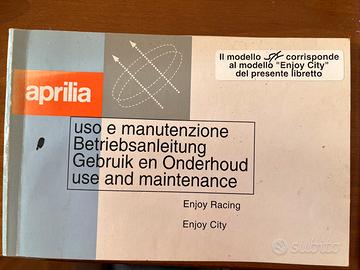 Il modello Sfr corrisponde
al modello "Enjoy City"
del presente libretto
aprilia
uso e manutenzione
Betriebsanleitung
Gebruik en Onderhoud
use and maintenance
Enjoy Racing
Enjoy City
subito